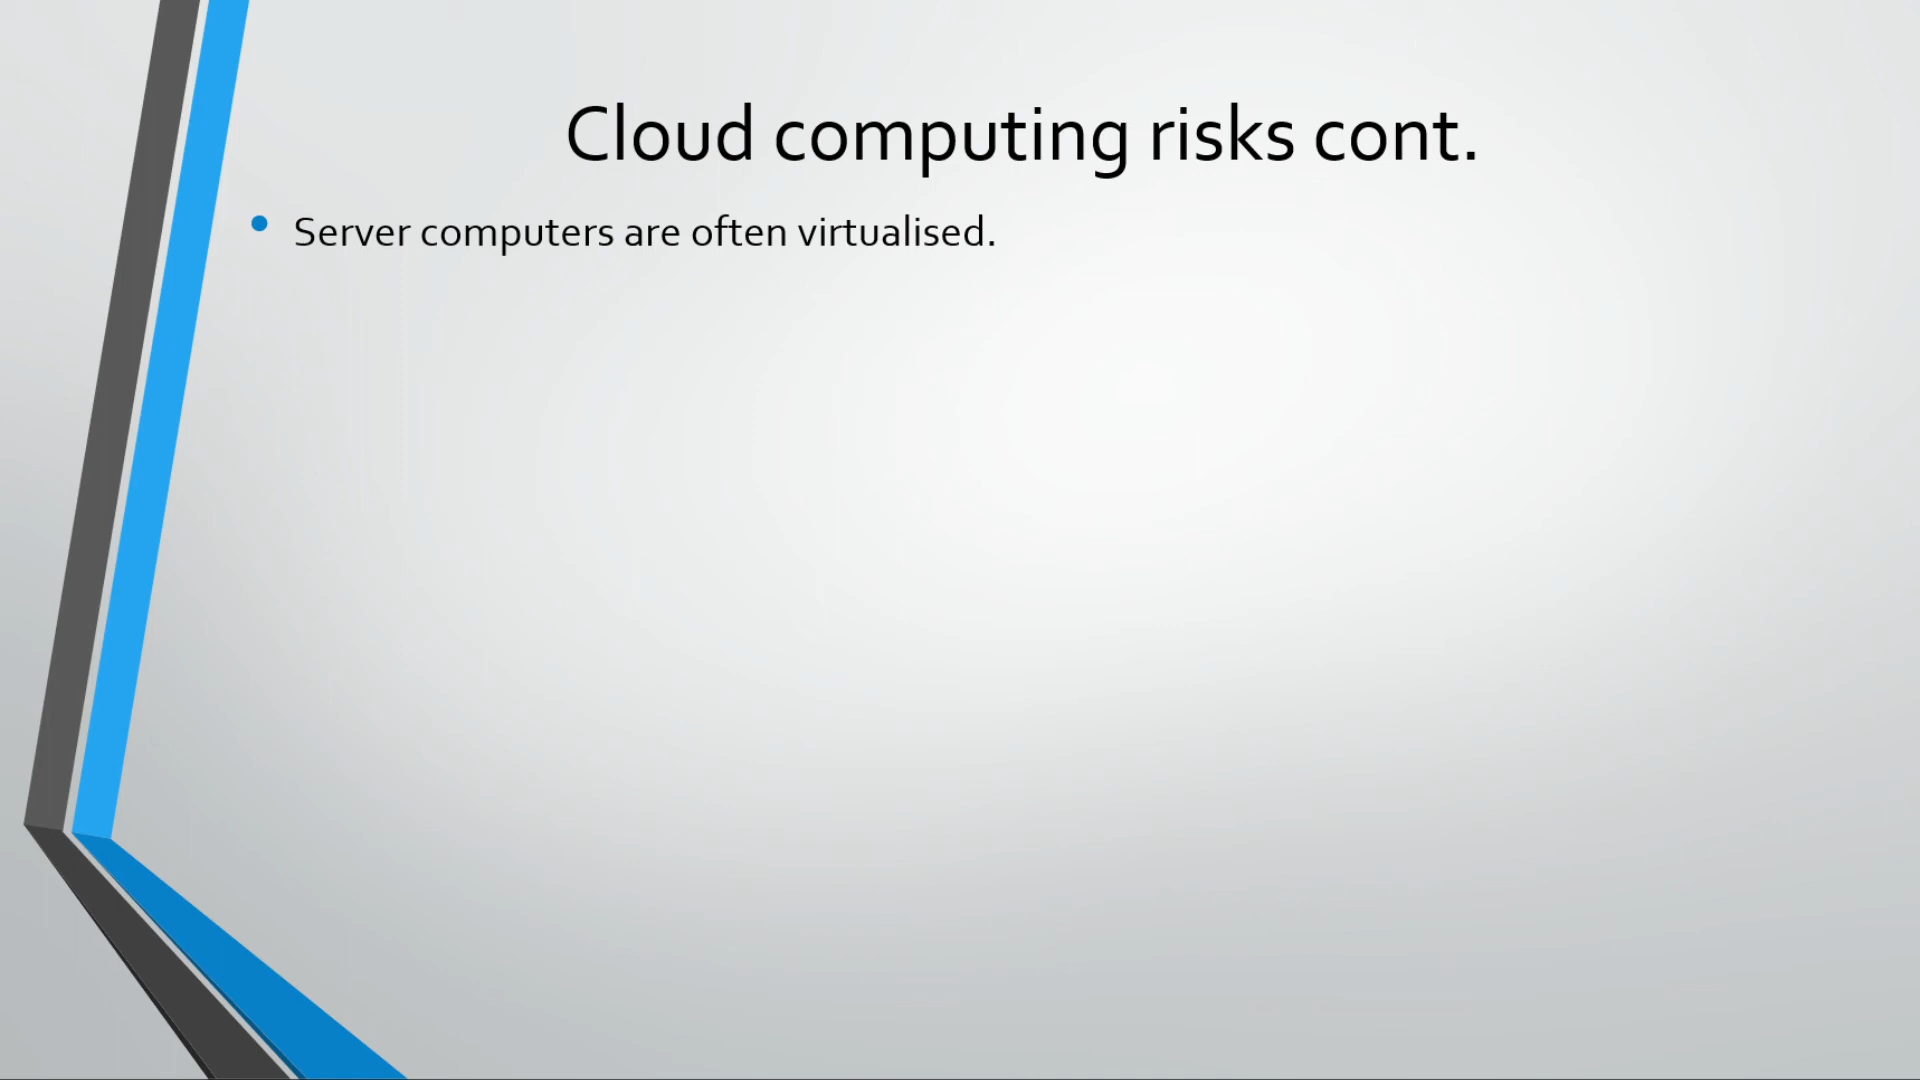 Cloud computing risks cont.
Server computers are often virtualised.